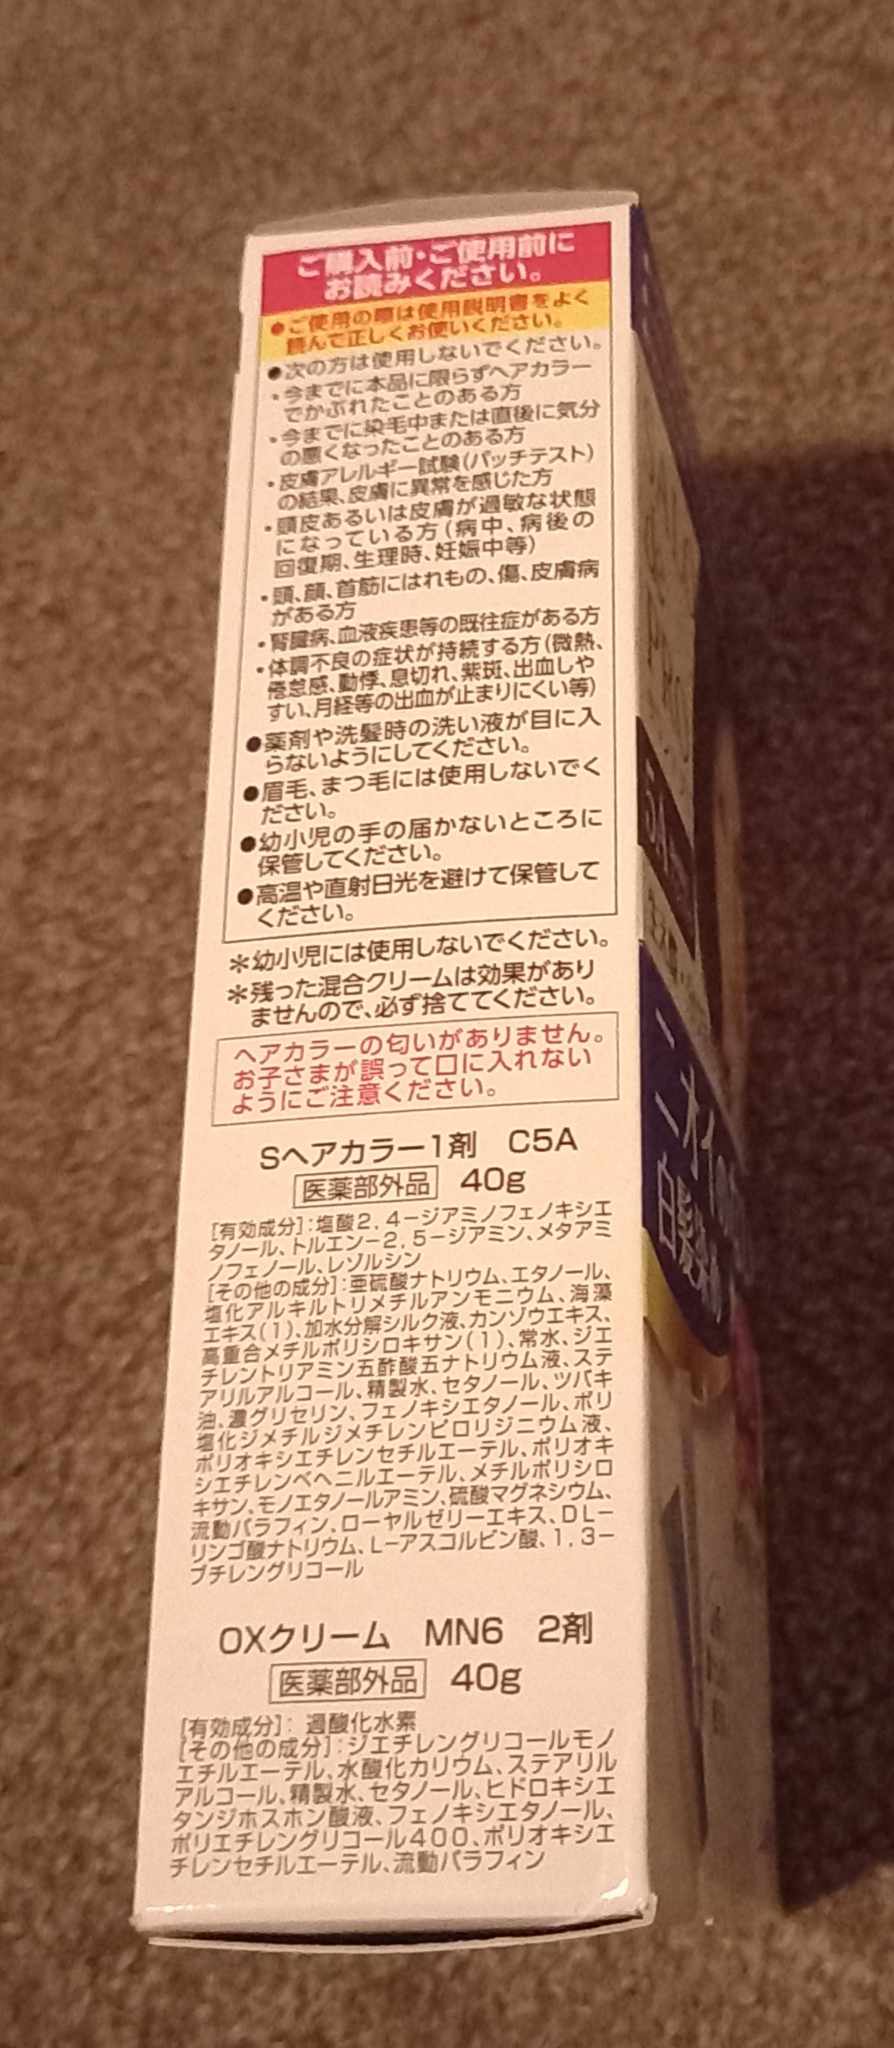 ご購入前・ご使用前に
お読みください。
●ご使用の際は使用説明書をよく
読んで正しくお使いください。
●次の方は使用しないでください。
・今までに本品に限らずヘアカラー
でかぶれたことのある方
・今までに染毛中または直後に気分
の悪くなったことのある方
・皮膚アレルギー試験(パッチテスト)
の結果、皮膚に異常を感じた方
・頭皮あるいは皮膚が過敏な状態
になっている方(病中、病後の
回復期、生理時、妊娠中等)
・頭、顔、首筋にはれもの、傷、皮膚病
がある方
・腎臓病、血液疾患等の既往症がある方
・体調不良の症状が持続する方(微熱、
倦怠感、動悸、息切れ、紫斑、出血しや
すい、月経等の出血が止まりにくい等)
●薬剤や洗髪時の洗い液が目に入
らないようにしてください。
●眉毛、まつ毛には使用しないでく
ださい。
●幼小児の手の届かないところに
保管してください。
●高温や直射日光を避けて保管して
ください。
＊幼小児には使用しないでください。
＊残った混合クリームは効果があり
ませんので、必ず捨ててください。
ヘアカラーの匂いがありません。
お子さまが誤って口に入れない
ようにご注意ください。
Sヘアカラー1剤 C5A
医薬部外品 40g
[有効成分]:塩酸2,4-ジアミノフェノキシエ
タノール、トルエン-2,5-ジアミン、メタアミ
ノフェノール、レゾルシン
[その他の成分]:亜硫酸ナトリウム、エタノール、
塩化アルキルトリメチルアンモニウム、海藻
エキス(1)、加水分解シルク液、カンゾウエキス、
高重合メチルポリシロキサン(1)、常水、ジエ
チレントリアミン五酢酸五ナトリウム液、ステ
アリルアルコール、精製水、セタノール、ツバキ
油、濃グリセリン、フェノキシエタノール、ポリ
塩化ジメチルジメチレンピロリジニウム液、
ポリオキシエチレンセチルエーテル、ポリオキ
シエチレンベヘニルエーテル、メチルポリシロ
キサン、モノエタノールアミン、硫酸マグネシウム、
流動パラフィン、ローヤルゼリーエキス、DL-
リンゴ酸ナトリウム、L-アスコルビン酸、1,3-
ブチレングリコール
OXクリーム MN6 2剤
医薬部外品 40g
[有効成分]: 過酸化水素
[その他の成分]:ジエチレングリコールモノ
エチルエーテル、水酸化カリウム、ステアリル
アルコール、精製水、セタノール、ヒドロキシエ
タンジホスホン酸液、フェノキシエタノール、
ポリエチレングリコール400、ポリオキシエ
チレンセチルエーテル、流動パラフィン
5A
ニオイ
白髪染め